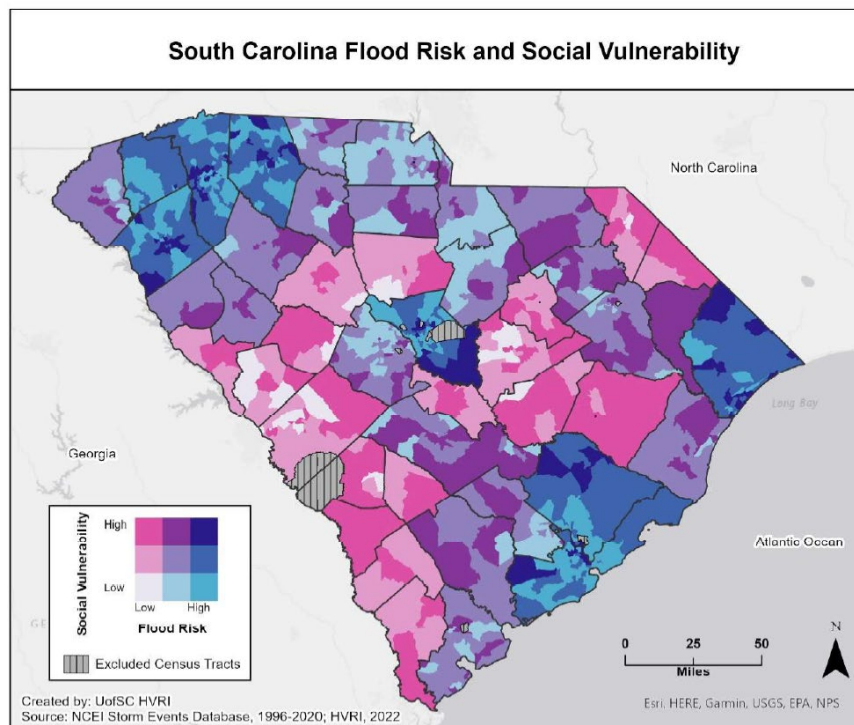 South Carolina Flood Risk and Social Vulnerability
North Carolina
Long Bay
Georgia
Atlantic Ocean
High
Social Vulnerability
Low
Low High
Flood Risk
Excluded Census Tracts
N
0 25 50
Miles
Created by: UofSC HVRI
Source: NCEI Storm Events Database, 1996-2020; HVRI, 2022
Esri, HERE, Garmin, USGS, EPA, NPS